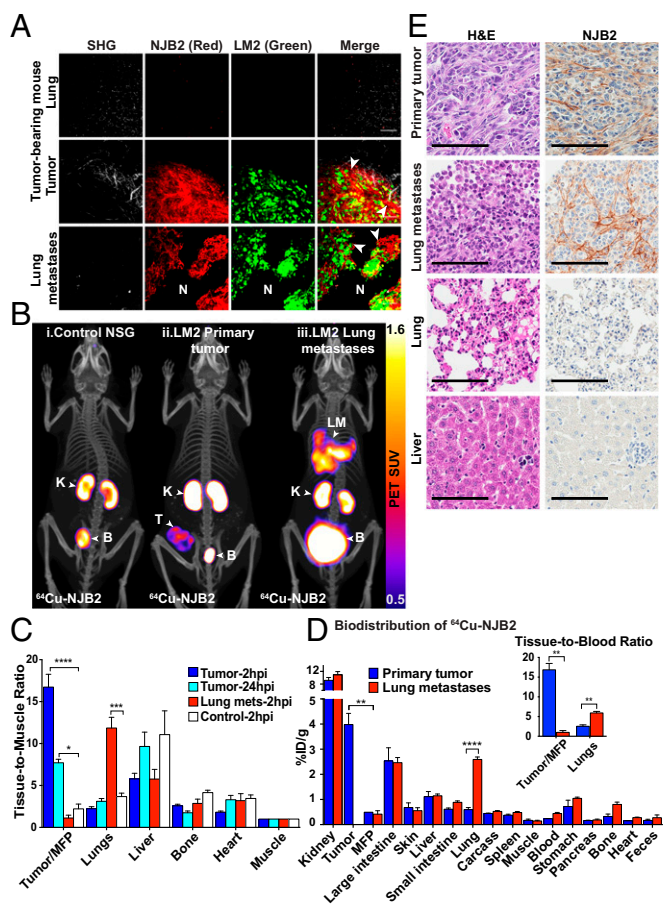 A
SHG NJB2 (Red) LM2 (Green) Merge
Tumor-bearing mouse
Lung
Tumor
Lung metastases
N N
B
i.Control NSG
ii.LM2 Primary tumor
iii.LM2 Lung metastases
1.6
PET SUV
0.5
LM
K K K
T
B B B
64Cu-NJB2 64Cu-NJB2 64Cu-NJB2
C
Tissue-to-Muscle Ratio
20
15
10
5
0
****
*
***
Tumor-2hpi
Tumor-24hpi
Lung mets-2hpi
Control-2hpi
Tumor/MFP Lungs Liver Bone Heart Muscle
D Biodistribution of 64Cu-NJB2
%ID/g
12
8
5
4
3
2
1
0
**
****
Primary tumor
Lung metastases
Kidney Tumor MFP Large intestine Skin Liver Small intestine Lung Carcass Spleen Muscle Blood Stomach Pancreas Bone Heart Feces
Tissue-to-Blood Ratio
20
15
10
5
0
**
**
Tumor/MFP Lungs
E
H&E NJB2
Primary tumor
Lung metastases
Lung
Liver